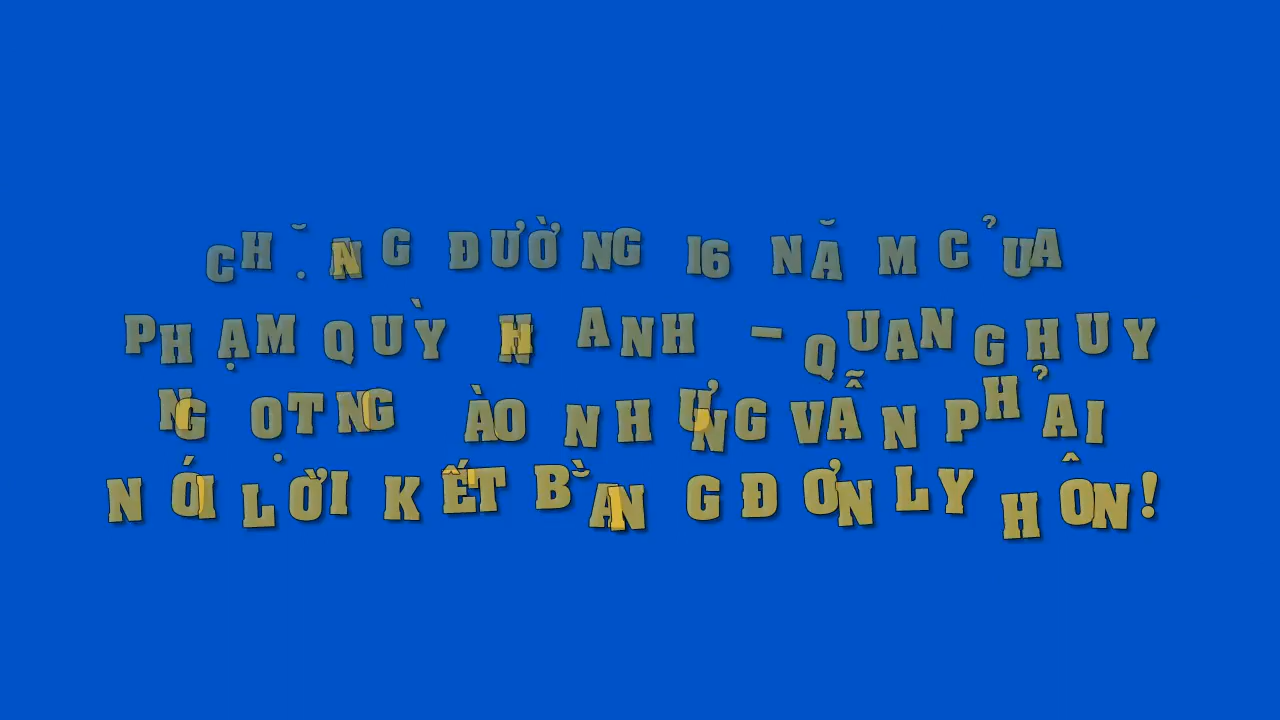 CHẶNG ĐƯỜNG 16 NĂM CỦA
PHẠM QUỲNH ANH – QUANG HUY
NGỌT NGÀO NHƯNG VẪN PHẢI
NÓI LỜI KẾT BẰNG ĐƠN LY HÔN!